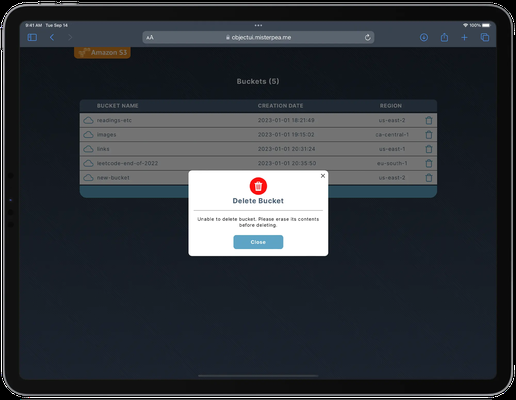 9:41 AM Tue Sep 14
100%
AA
objectui.misterpea.me
Amazon S3
Buckets (5)
BUCKET NAME CREATION DATE REGION
readings-etc 2023-01-01 18:21:49 us-east-2
images 2023-01-01 19:15:02 ca-central-1
links 2023-01-01 20:31:24 us-east-1
leetcode-end-of-2022 2023-01-01 20:35:50 eu-south-1
new-bucket us-east-2
Delete Bucket
Unable to delete bucket. Please erase its contents
before deleting.
Close